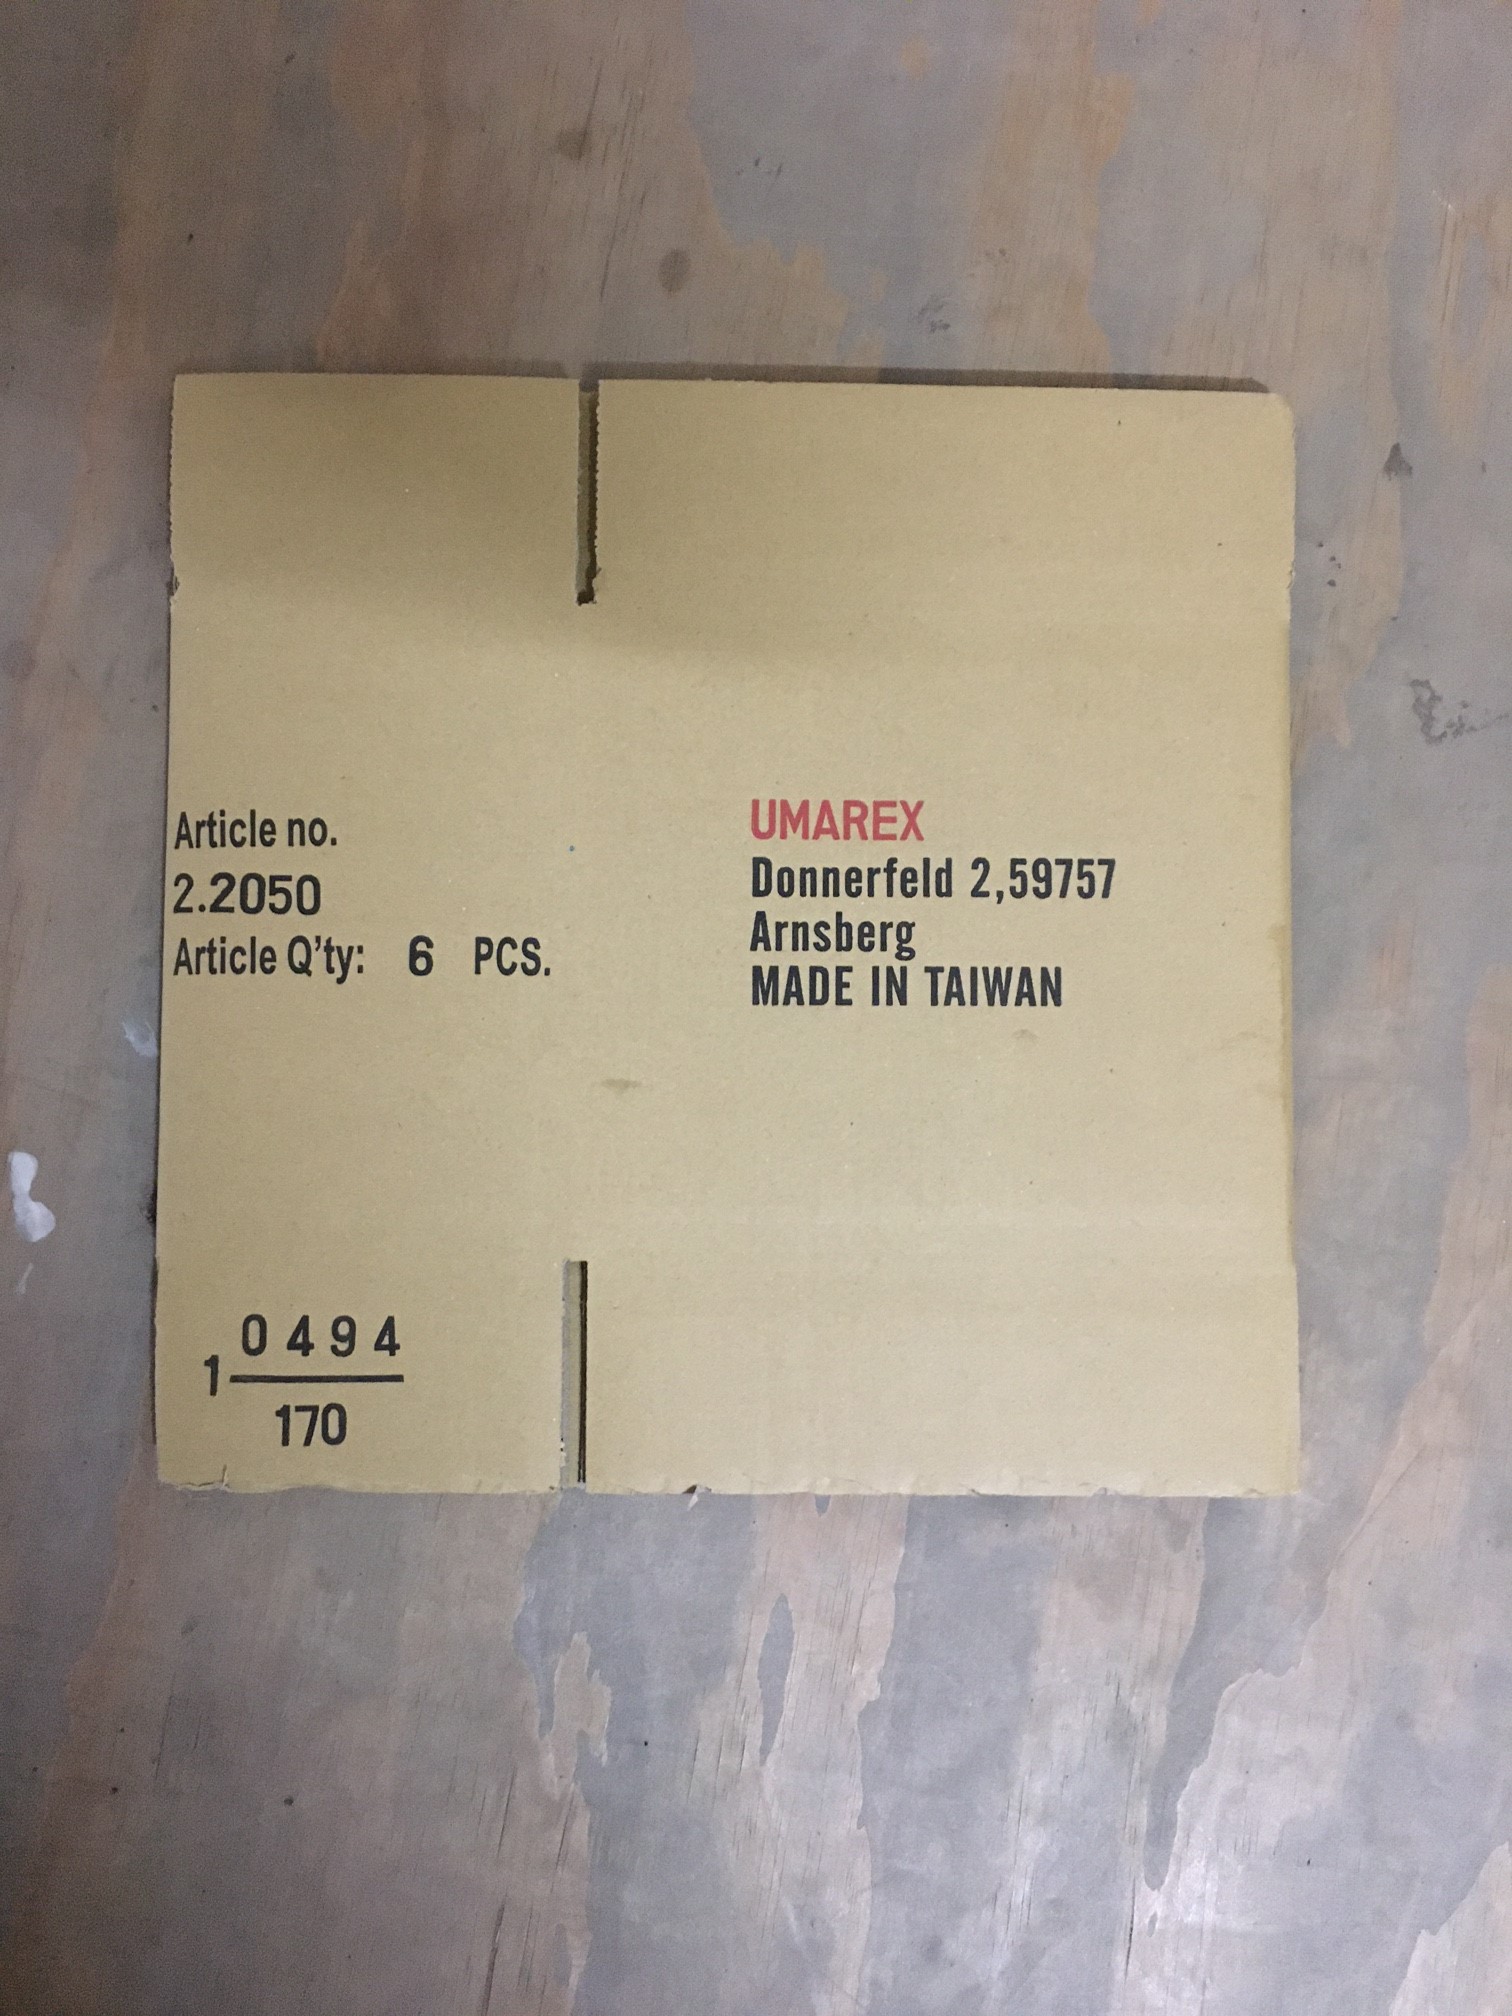 Article no.
2.2050
Article Q'ty: 6 PCS.
UMAREX
Donnerfeld 2,59757
Arnsberg
MADE IN TAIWAN
0494
1
170